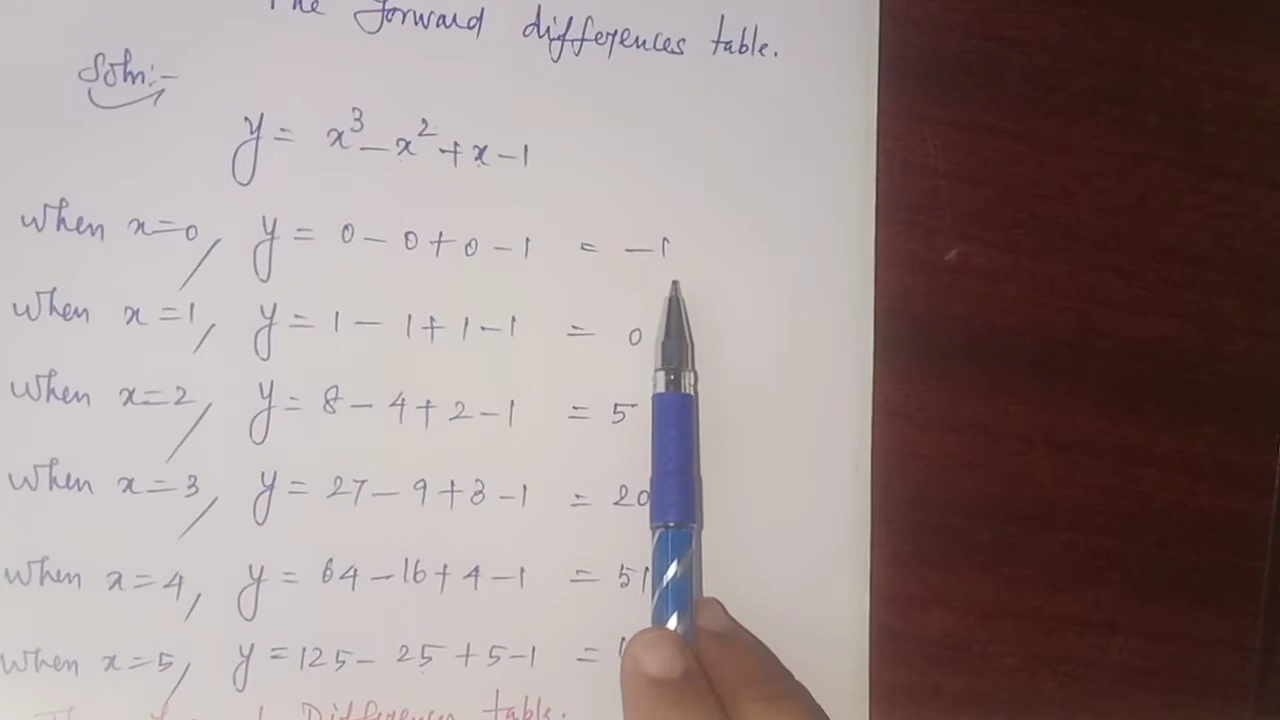 The forward differences table.
Soln:-
y = x³ - x² + x - 1
When x=0, y = 0 - 0 + 0 - 1 = -1
When x=1, y = 1 - 1 + 1 - 1 = 0
When x=2, y = 8 - 4 + 2 - 1 = 5
When x=3, y = 27 - 9 + 3 - 1 = 20
When x=4, y = 64 - 16 + 4 - 1 = 51
When x=5, y = 125 - 25 + 5 - 1 =
Differences table.